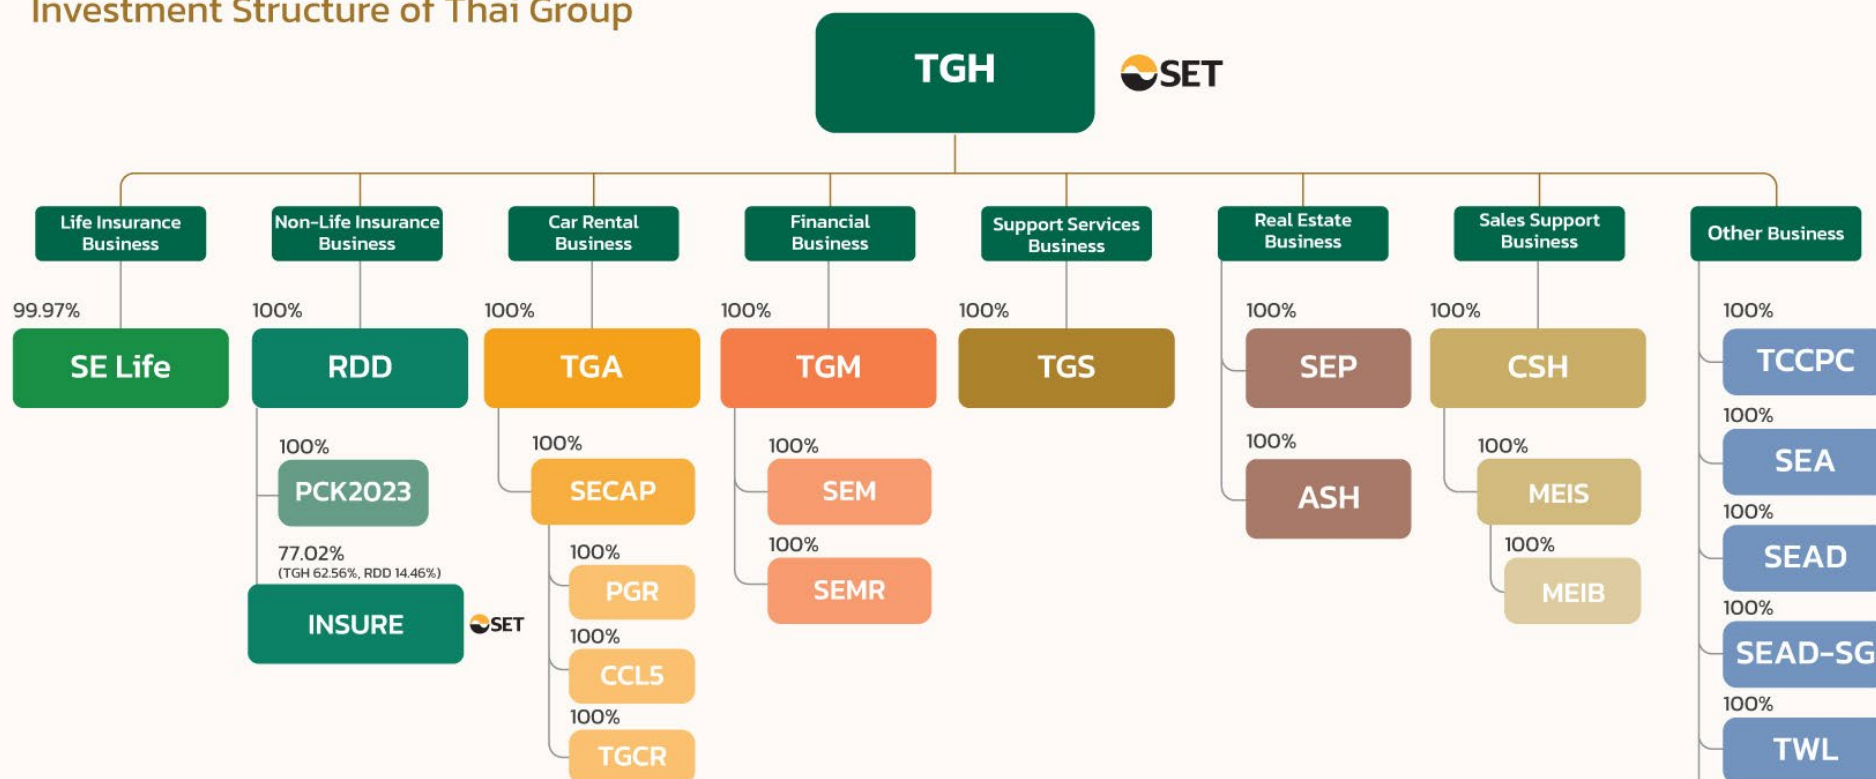 Investment Structure of Thai Group
TGH
SET
Life Insurance
Business
Non-Life Insurance
Business
Car Rental
Business
Financial
Business
Support Services
Business
Real Estate
Business
Sales Support
Business
Other Business
99.97%
SE Life
100%
RDD
100%
PCK2023
77.02%
(TGH 62.56%, RDD 14.46%)
INSURE
SET
100%
TGA
100%
SECAP
100%
PGR
100%
CCL5
100%
TGCR
100%
TGM
100%
SEM
100%
SEMR
100%
TGS
100%
SEP
100%
ASH
100%
CSH
100%
MEIS
100%
MEIB
100%
TCCPC
100%
SEA
100%
SEAD
100%
SEAD-SG
100%
TWL